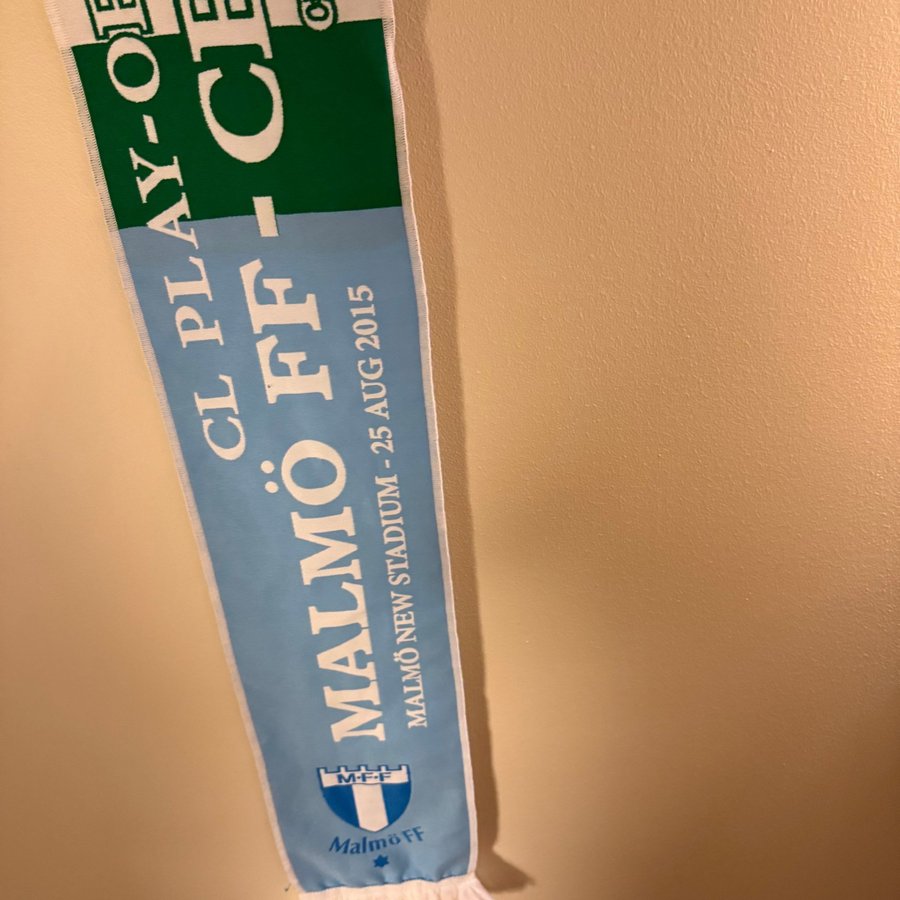 CL PLAY-O
MALMÖ FF - CE
MALMÖ NEW STADIUM - 25 AUG 2015
M·F·F
Malmö FF